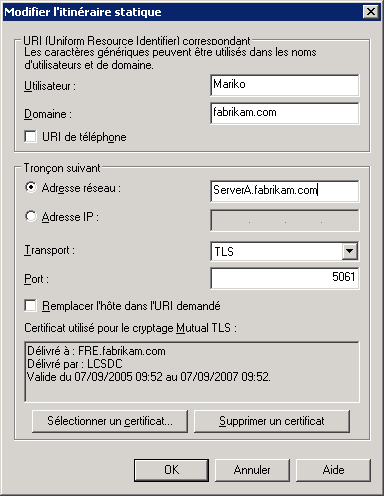 Modifier l'itinéraire statique
URI (Uniform Resource Identifier) correspondant
Les caractères génériques peuvent être utilisés dans les noms
d'utilisateurs et de domaine.
Utilisateur :
Mariko
Domaine :
fabrikam.com
URI de téléphone
Tronçon suivant
Adresse réseau :
ServerA.fabrikam.com
Adresse IP :
. . .
Transport :
TLS
Port :
5061
Remplacer l'hôte dans l'URI demandé
Certificat utilisé pour le cryptage Mutual TLS :
Délivré à : FRE.fabrikam.com
Délivré par : LCSDC
Valide du 07/09/2005 09:52 au 07/09/2007 09:52.
Sélectionner un certificat...
Supprimer un certificat
OK
Annuler
Aide